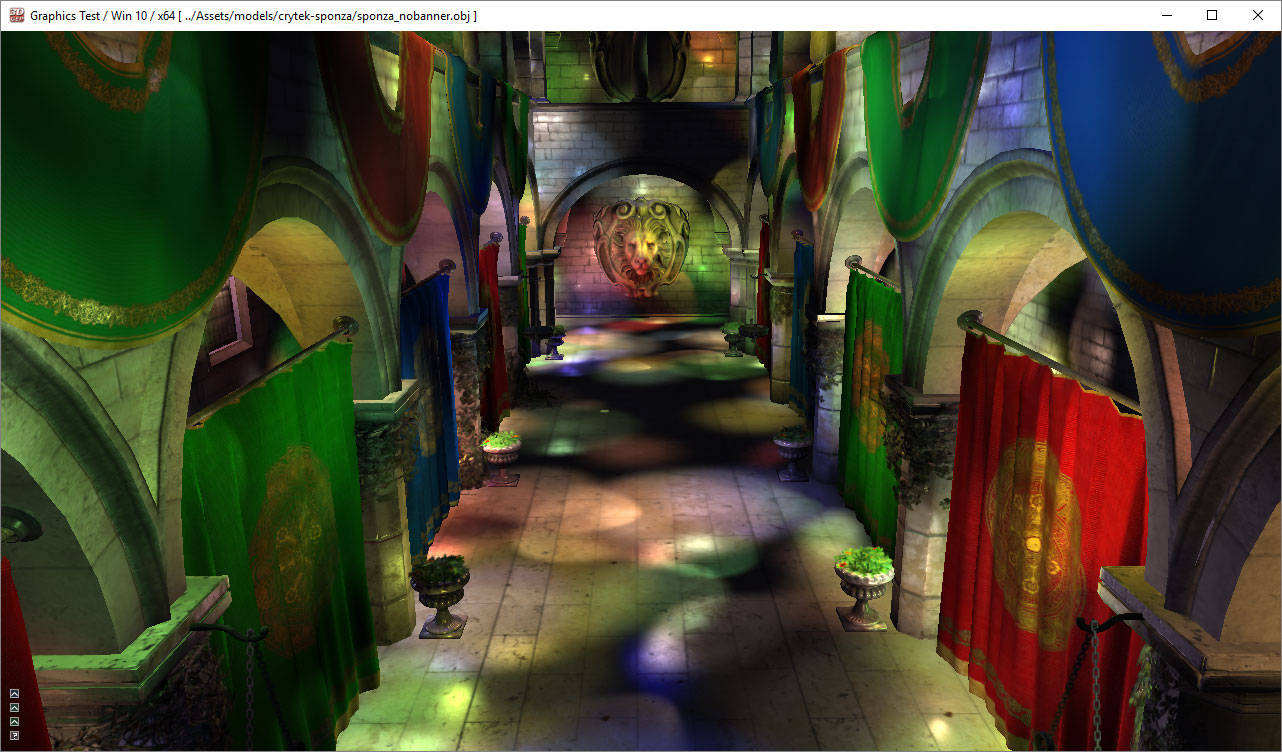 Graphics Test / Win 10 / x64 [ ../Assets/models/crytek-sponza/sponza_nobanner.obj ]
?